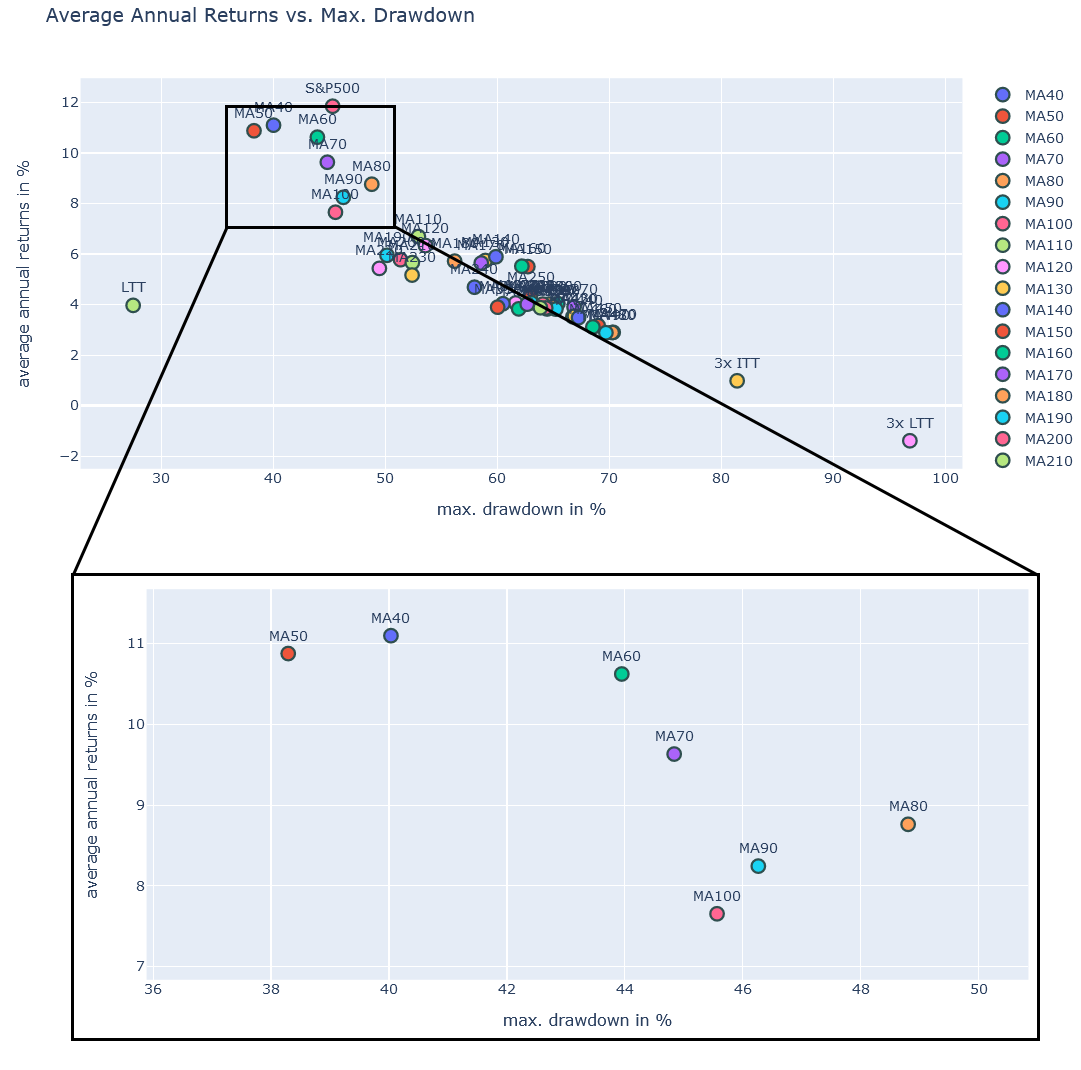 Average Annual Returns vs. Max. Drawdown
S&P500
MA40
MA50
MA60
MA70
MA80
MA90
MA100
MA110
MA120
MA140
MA150
MA240
MA250
LTT
3x ITT
3x LTT
12
10
8
6
4
2
0
−2
average annual returns in %
30 40 50 60 70 80 90 100
max. drawdown in %
MA40
MA50
MA60
MA70
MA80
MA90
MA100
MA110
MA120
MA130
MA140
MA150
MA160
MA170
MA180
MA190
MA200
MA210
MA40
MA50
MA60
MA70
MA80
MA90
MA100
11
10
9
8
7
average annual returns in %
36 38 40 42 44 46 48 50
max. drawdown in %